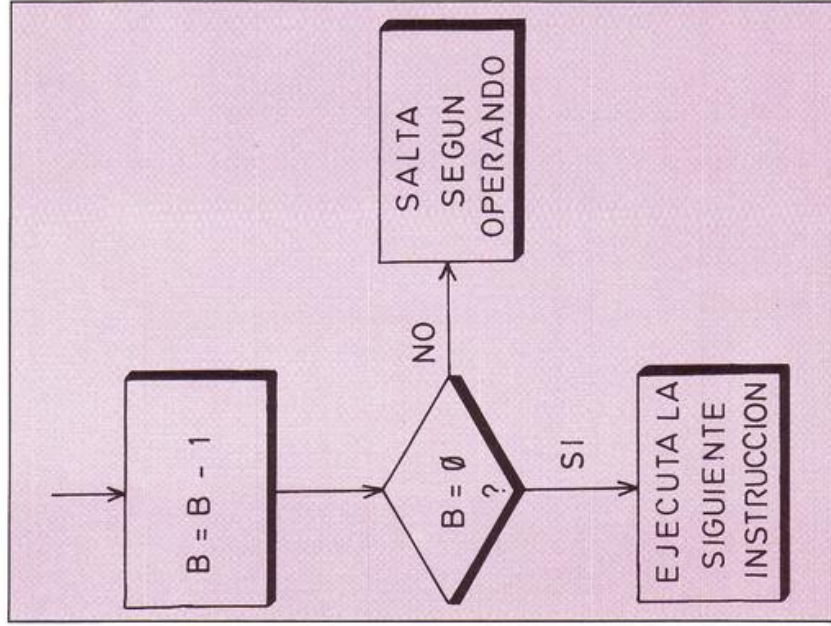 B = B - 1
B = Ø
?
NO
SALTA
SEGUN
OPERANDO
SI
EJECUTA LA
SIGUIENTE
INSTRUCCION